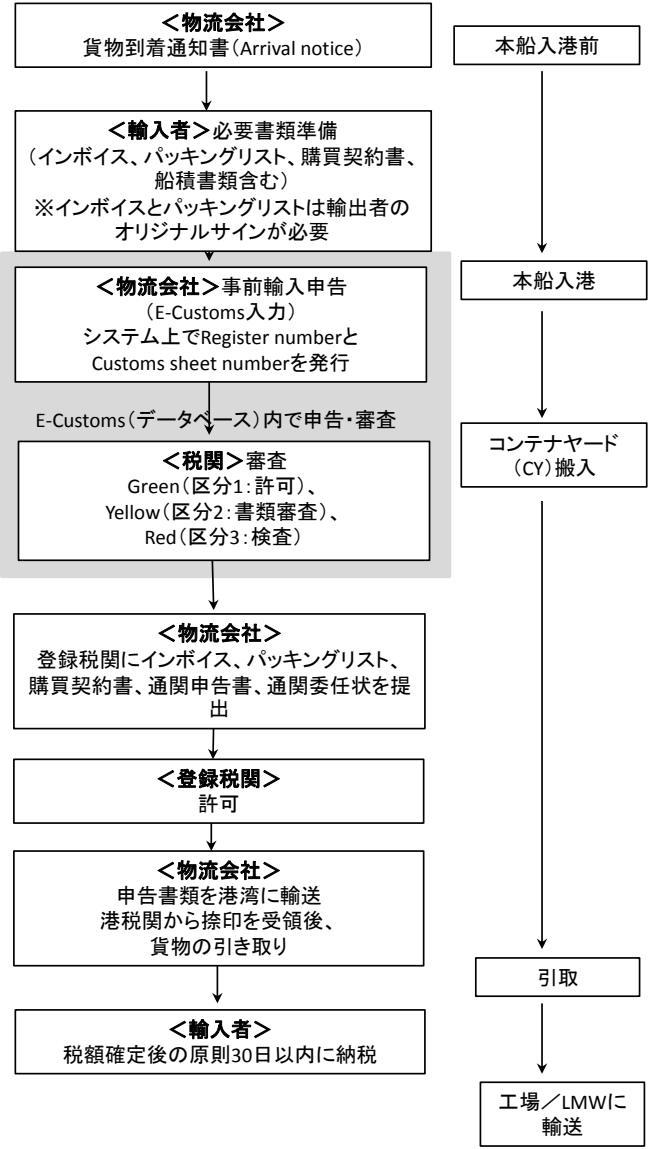 ＜物流会社＞
貨物到着通知書（Arrival notice）
＜輸入者＞必要書類準備
（インボイス、パッキングリスト、購買契約書、
船積書類含む）
※インボイスとパッキングリストは輸出者の
オリジナルサインが必要
＜物流会社＞事前輸入申告
（E-Customs入力）
システム上でRegister numberと
Customs sheet numberを発行
E-Customs（データベース）内で申告・審査
＜税関＞審査
Green（区分1：許可）、
Yellow（区分2：書類審査）、
Red（区分3：検査）
＜物流会社＞
登録税関にインボイス、パッキングリスト、
購買契約書、通関申告書、通関委任状を提
出
＜登録税関＞
許可
＜物流会社＞
申告書類を港湾に輸送
港税関から捺印を受領後、
貨物の引き取り
＜輸入者＞
税額確定後の原則30日以内に納税
本船入港前
本船入港
コンテナヤード
（CY）搬入
引取
工場／LMWに
輸送